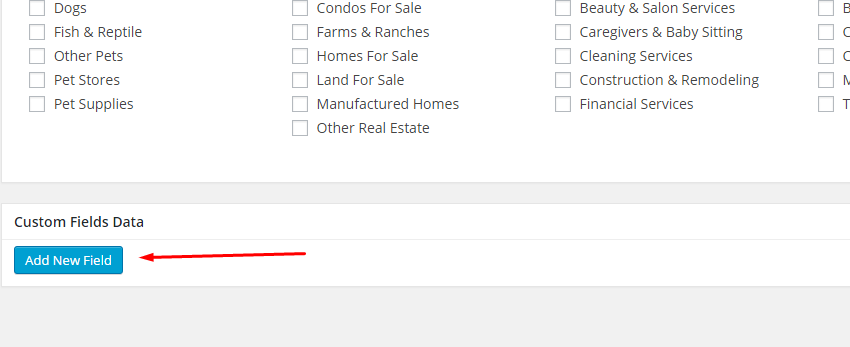 Dogs
Fish & Reptile
Other Pets
Pet Stores
Pet Supplies
Condos For Sale
Farms & Ranches
Homes For Sale
Land For Sale
Manufactured Homes
Other Real Estate
Beauty & Salon Services
Caregivers & Baby Sitting
Cleaning Services
Construction & Remodeling
Financial Services
Custom Fields Data
Add New Field